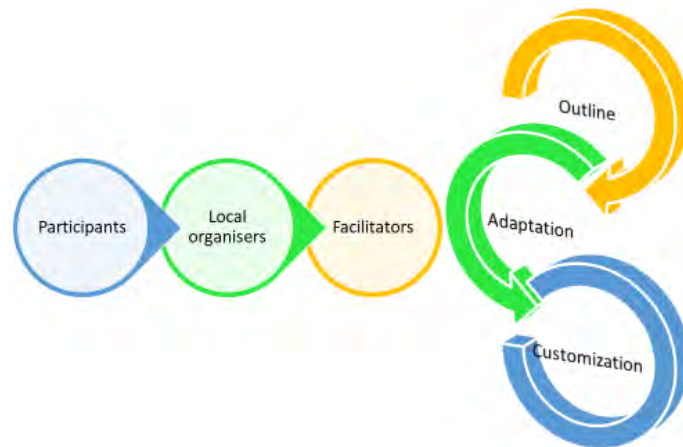 Participants
Local
organisers
Facilitators
Outline
Adaptation
Customization